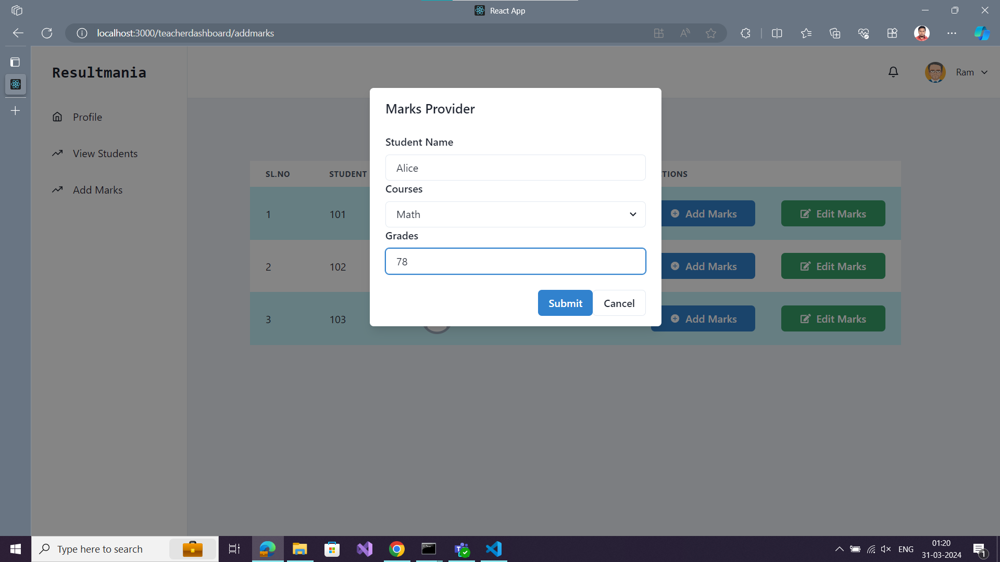 React App
localhost:3000/teacherdashboard/addmarks
Resultmania
Ram
Profile
View Students
Add Marks
Marks Provider
Student Name
Alice
Courses
Math
Grades
78
Submit Cancel
SL.NO STUDENT TIONS
1 101 Add Marks Edit Marks
2 102 Add Marks Edit Marks
3 103 Add Marks Edit Marks
Type here to search
ENG
01:20
31-03-2024
1